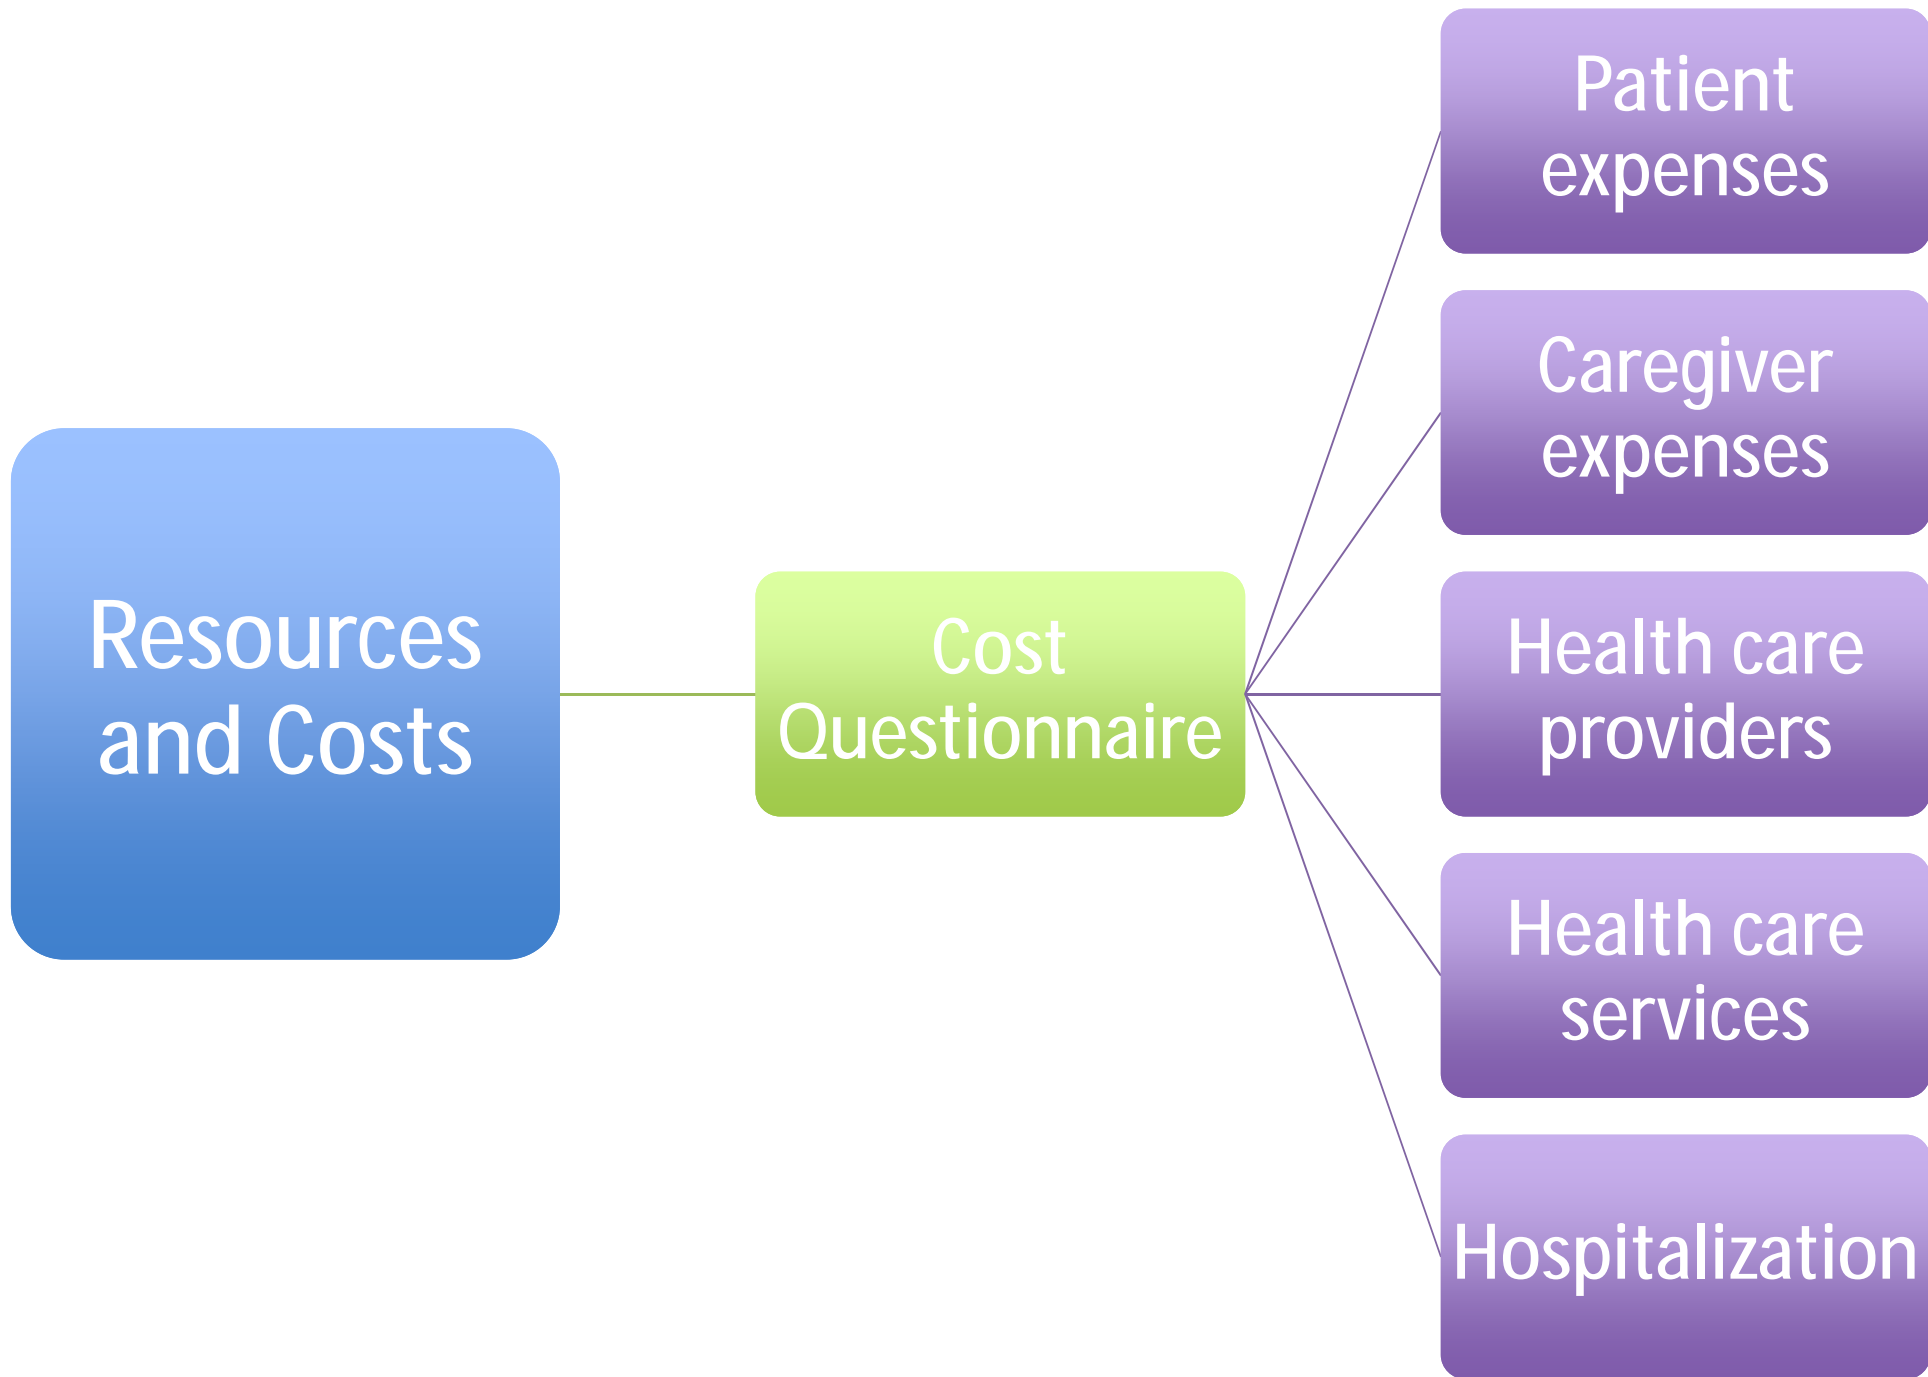 Resources
and Costs
Cost
Questionnaire
Patient
expenses
Caregiver
expenses
Health care
providers
Health care
services
Hospitalization